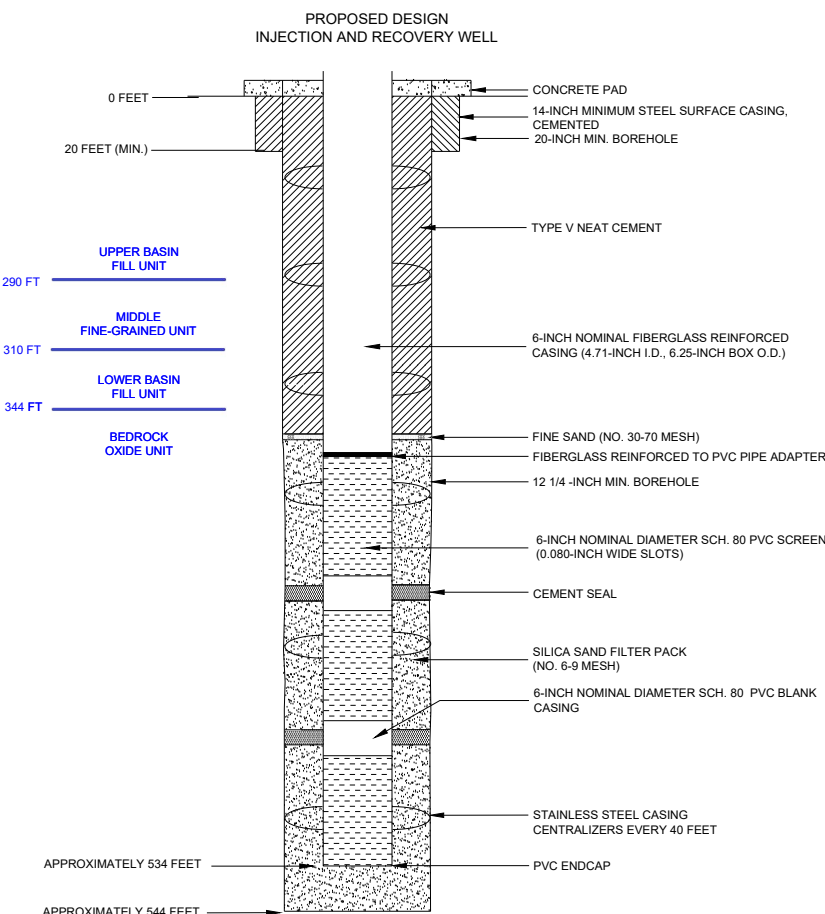 PROPOSED DESIGN
INJECTION AND RECOVERY WELL
0 FEET
20 FEET (MIN.)
UPPER BASIN
FILL UNIT
290 FT
MIDDLE
FINE-GRAINED UNIT
310 FT
LOWER BASIN
FILL UNIT
344 FT
BEDROCK
OXIDE UNIT
APPROXIMATELY 534 FEET
APPROXIMATELY 544 FEET
CONCRETE PAD
14-INCH MINIMUM STEEL SURFACE CASING,
CEMENTED
20-INCH MIN. BOREHOLE
TYPE V NEAT CEMENT
6-INCH NOMINAL FIBERGLASS REINFORCED
CASING (4.71-INCH I.D., 6.25-INCH BOX O.D.)
FINE SAND (NO. 30-70 MESH)
FIBERGLASS REINFORCED TO PVC PIPE ADAPTER
12 1/4 -INCH MIN. BOREHOLE
6-INCH NOMINAL DIAMETER SCH. 80 PVC SCREEN
(0.080-INCH WIDE SLOTS)
CEMENT SEAL
SILICA SAND FILTER PACK
(NO. 6-9 MESH)
6-INCH NOMINAL DIAMETER SCH. 80 PVC BLANK
CASING
STAINLESS STEEL CASING
CENTRALIZERS EVERY 40 FEET
PVC ENDCAP